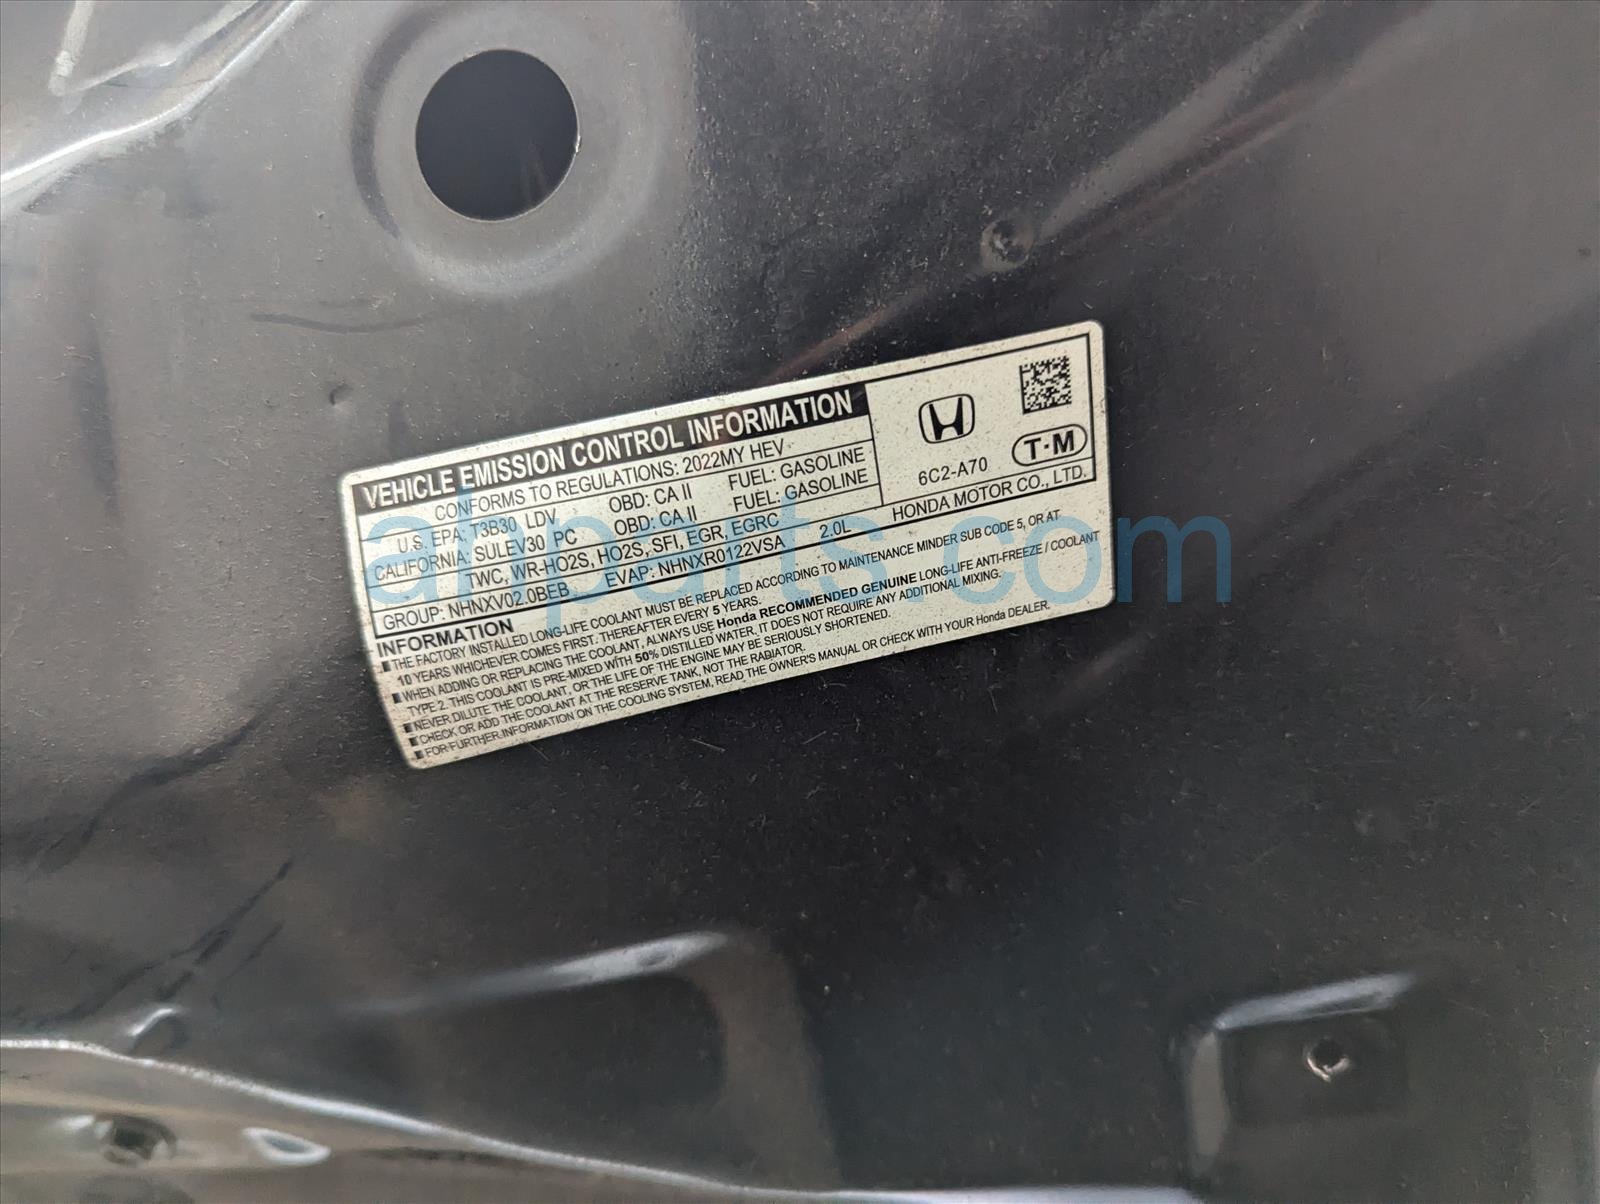 VEHICLE EMISSION CONTROL INFORMATION
CONFORMS TO REGULATIONS: 2022MY HEV
U.S. EPA: T3B30 LDV OBD: CA II FUEL: GASOLINE
CALIFORNIA: SULEV30 PC OBD: CA II FUEL: GASOLINE
TWC, WR-HO2S, HO2S, SFI, EGR, EGRC
GROUP: NHNXV02.0BEB EVAP: NHNXR0122VSA 2.0L
6C2-A70
T·M
HONDA MOTOR CO., LTD.
INFORMATION
THE FACTORY INSTALLED LONG-LIFE COOLANT MUST BE REPLACED ACCORDING TO MAINTENANCE MINDER SUB CODE 5, OR AT
10 YEARS WHICHEVER COMES FIRST. THEREAFTER EVERY 5 YEARS.
WHEN ADDING OR REPLACING THE COOLANT, ALWAYS USE Honda RECOMMENDED GENUINE LONG-LIFE ANTI-FREEZE / COOLANT
TYPE 2. THIS COOLANT IS PRE-MIXED WITH 50% DISTILLED WATER. IT DOES NOT REQUIRE ANY ADDITIONAL MIXING.
NEVER DILUTE THE COOLANT, OR THE LIFE OF THE ENGINE MAY BE SERIOUSLY SHORTENED.
CHECK OR ADD THE COOLANT AT THE RESERVE TANK, NOT THE RADIATOR.
FOR FURTHER INFORMATION ON THE COOLING SYSTEM, READ THE OWNER'S MANUAL OR CHECK WITH YOUR Honda DEALER.
ahparts.com